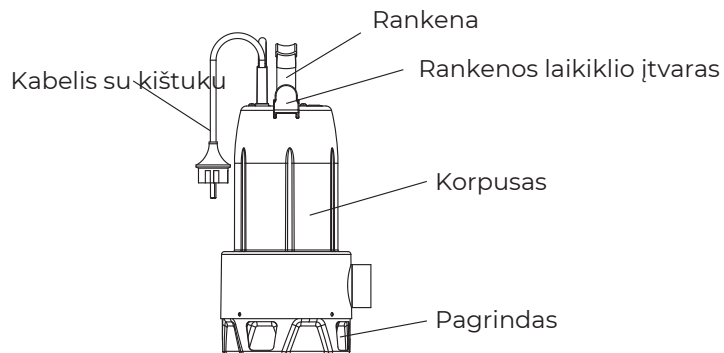 Rankena
Rankenos laikiklio įtvaras
Kabelis su kištuku
Korpusas
Pagrindas